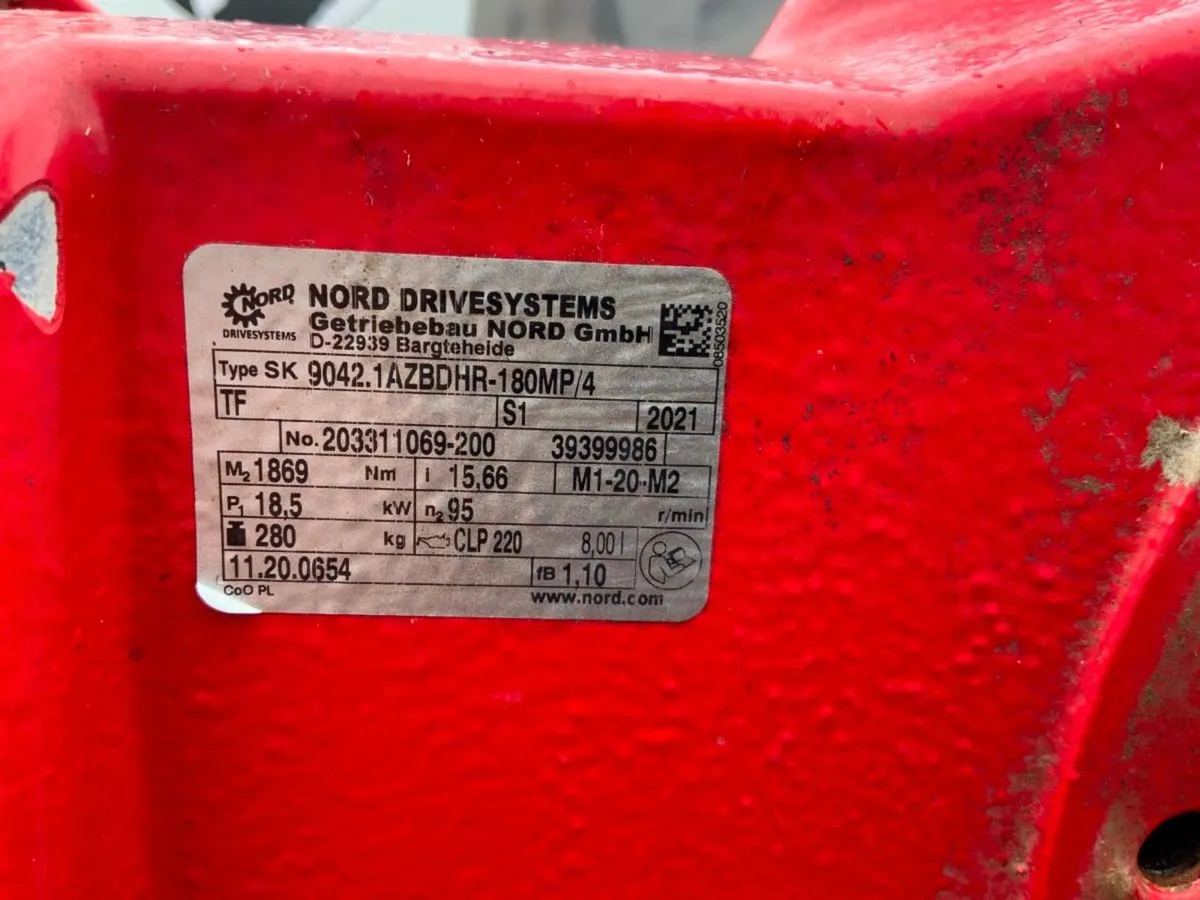 NORD
DRIVESYSTEMS
NORD DRIVESYSTEMS
Getriebebau NORD GmbH
D-22939 Bargteheide
08503520
Type SK 9042.1AZBDHR-180MP/4
TF S1 2021
No. 203311069-200 39399986
M2 1869 Nm i 15,66 M1-20-M2
P1 18,5 kW n2 95 r/min
280 kg CLP 220 8,00 l
11.20.0654 fB 1,10
CoO PL www.nord.com